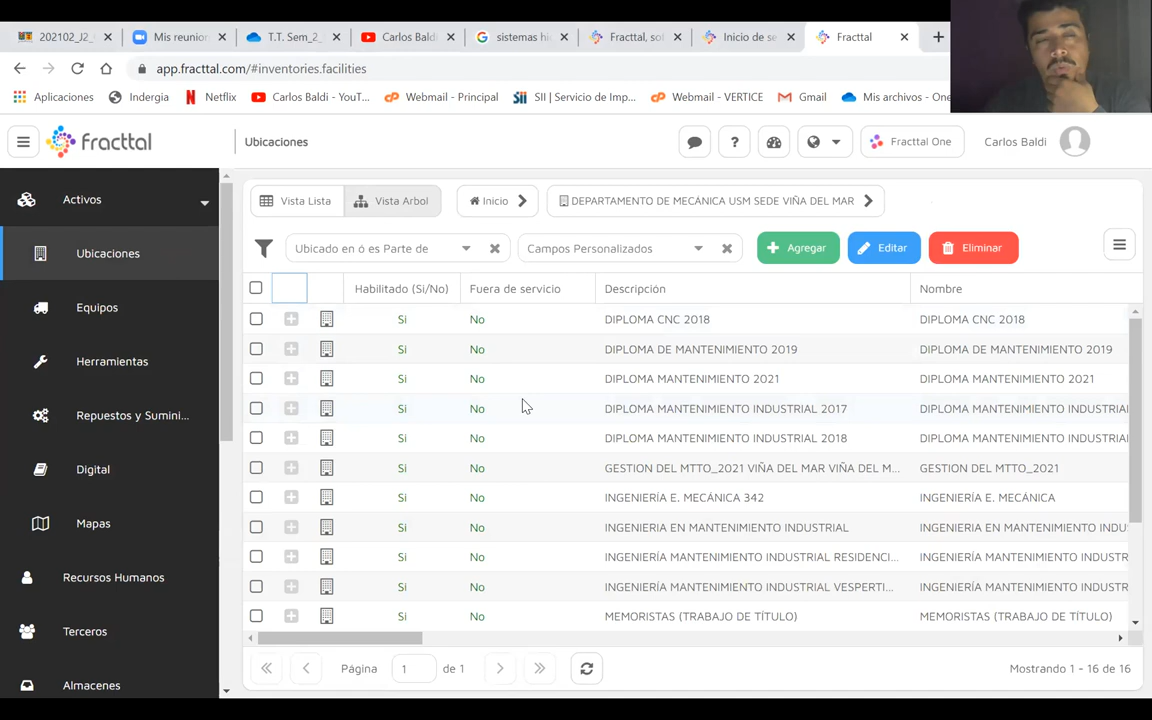 202102_J2_
Mis reunion
T.T. Sem_2_
Carlos Bald
sistemas hi
Fracttal, sof
Inicio de se
Fracttal
app.fracttal.com/#inventories.facilities
Aplicaciones
Indergia
Netflix
Carlos Baldi - YouT...
Webmail - Principal
SII | Servicio de Imp...
Webmail - VERTICE
Gmail
Mis archivos - One
fracttal
Ubicaciones
?
Fracttal One
Carlos Baldi
Activos
Ubicaciones
Equipos
Herramientas
Repuestos y Sumini...
Digital
Mapas
Recursos Humanos
Terceros
Almacenes
Vista Lista
Vista Arbol
Inicio
DEPARTAMENTO DE MECÁNICA USM SEDE VIÑA DEL MAR
Ubicado en ó es Parte de
Campos Personalizados
Agregar
Editar
Eliminar
Habilitado (Si/No) Fuera de servicio Descripción Nombre
Si No DIPLOMA CNC 2018 DIPLOMA CNC 2018
Si No DIPLOMA DE MANTENIMIENTO 2019 DIPLOMA DE MANTENIMIENTO 2019
Si No DIPLOMA MANTENIMIENTO 2021 DIPLOMA MANTENIMIENTO 2021
Si No DIPLOMA MANTENIMIENTO INDUSTRIAL 2017 DIPLOMA MANTENIMIENTO INDUSTRIA
Si No DIPLOMA MANTENIMIENTO INDUSTRIAL 2018 DIPLOMA MANTENIMIENTO INDUSTRIA
Si No GESTION DEL MTTO_2021 VIÑA DEL MAR VIÑA DEL M... GESTION DEL MTTO_2021
Si No INGENIERÍA E. MECÁNICA 342 INGENIERÍA E. MECÁNICA
Si No INGENIERIA EN MANTENIMIENTO INDUSTRIAL INGENIERIA EN MANTENIMIENTO INDU
Si No INGENIERÍA MANTENIMIENTO INDUSTRIAL RESIDENCI... INGENIERÍA MANTENIMIENTO INDUSTR
Si No INGENIERÍA MANTENIMIENTO INDUSTRIAL VESPERTI... INGENIERÍA MANTENIMIENTO INDUSTR
Si No MEMORISTAS (TRABAJO DE TÍTULO) MEMORISTAS (TRABAJO DE TÍTULO)
Página 1 de 1
Mostrando 1 - 16 de 16